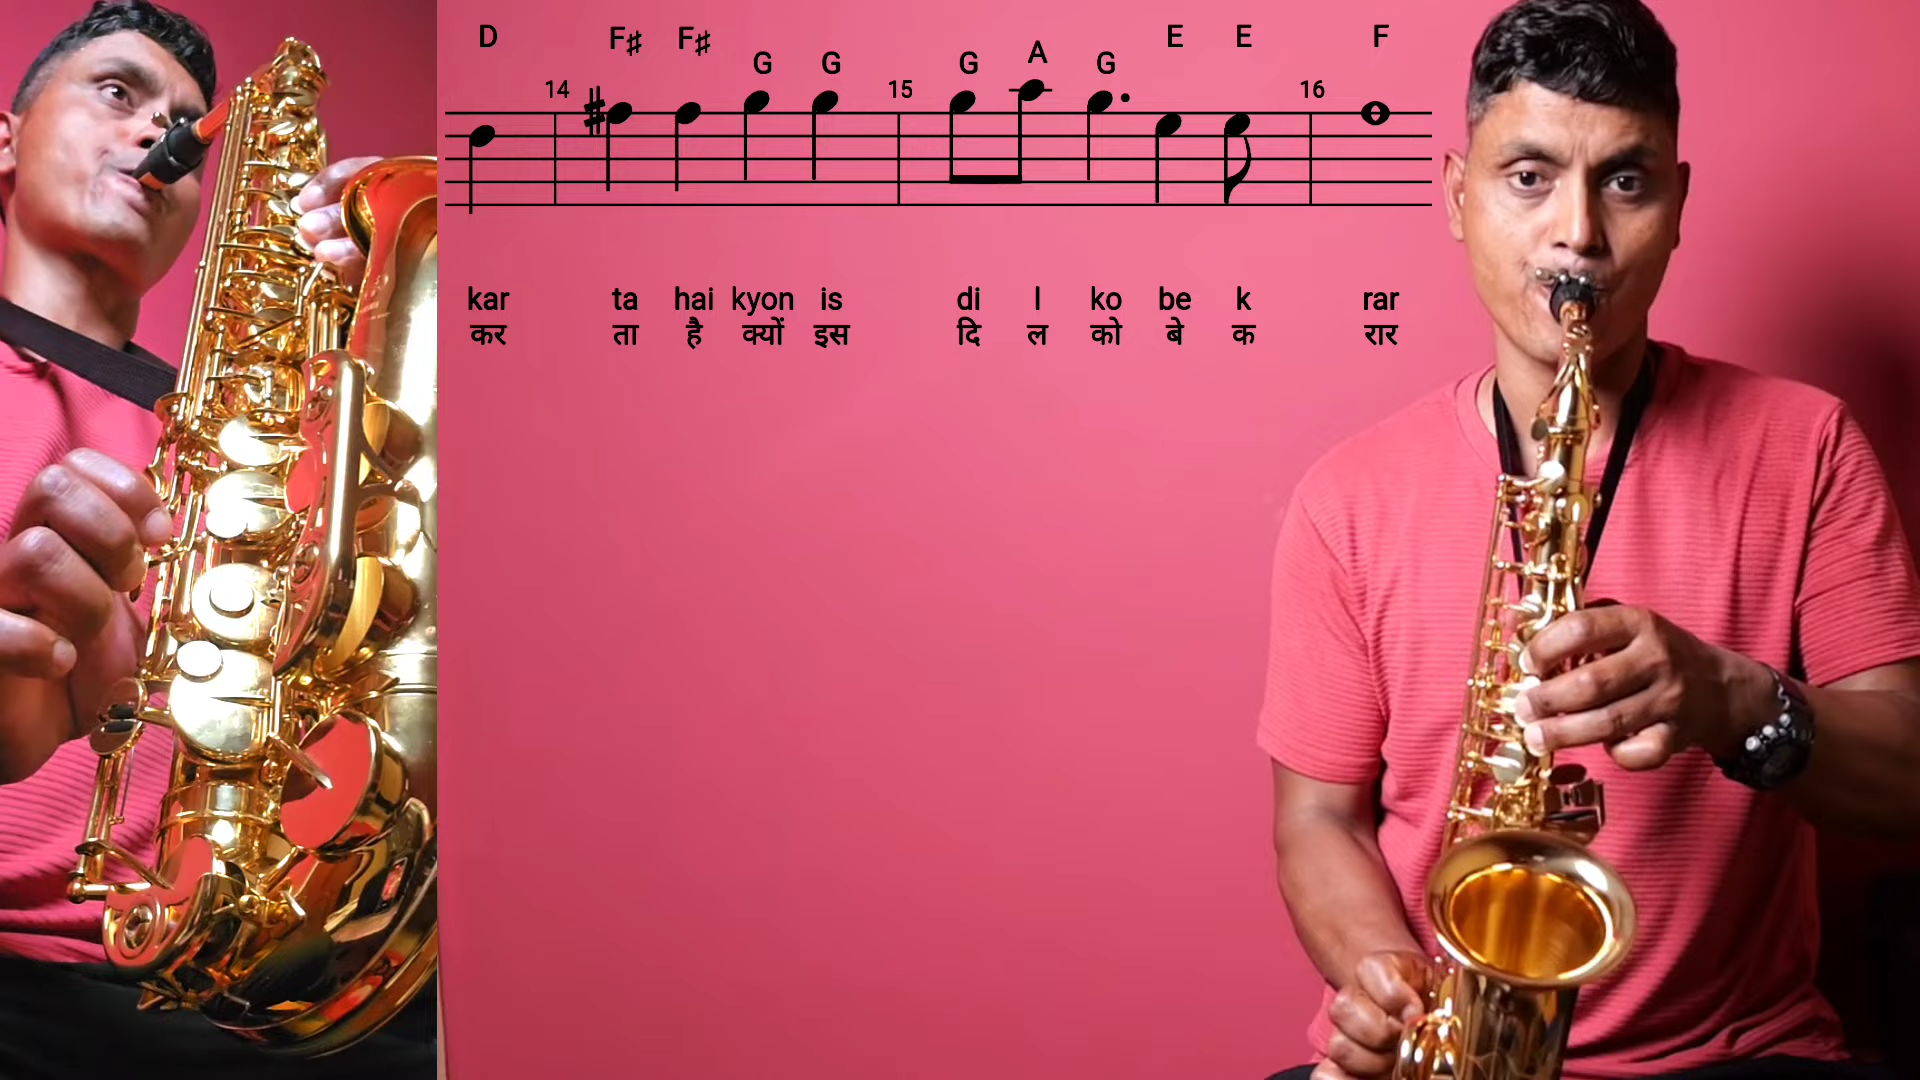 D F♯ F♯ G G G A G E E F
14 15 16
kar ta hai kyon is di l ko be k rar
कर ता है क्यों इस दि ल को बे क रार